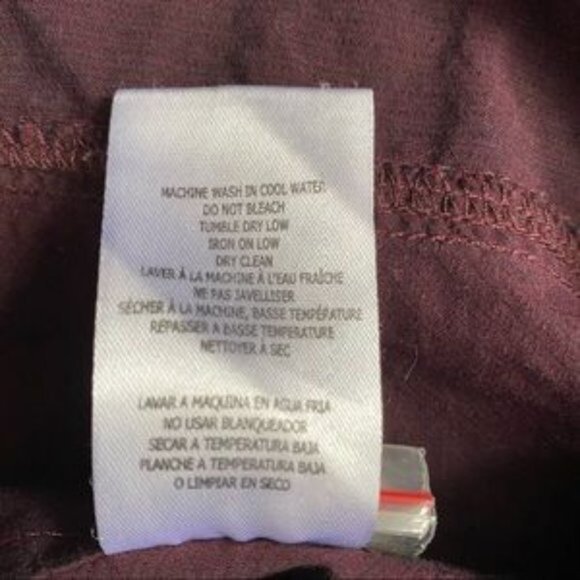 MACHINE WASH IN COOL WATER
DO NOT BLEACH
TUMBLE DRY LOW
IRON ON LOW
DRY CLEAN
LAVER À LA MACHINE À L'EAU FRAÎCHE
NE PAS JAVELLISER
SÉCHER À LA MACHINE, BASSE TEMPÉRATURE
REPASSER A BASSE TEMPERATURE
NETTOYER A SEC
LAVAR A MAQUINA EN AGUA FRIA
NO USAR BLANQUEADOR
SECAR A TEMPERATURA BAJA
PLANCHE A TEMPERATURA BAJA
O LIMPIAR EN SECO